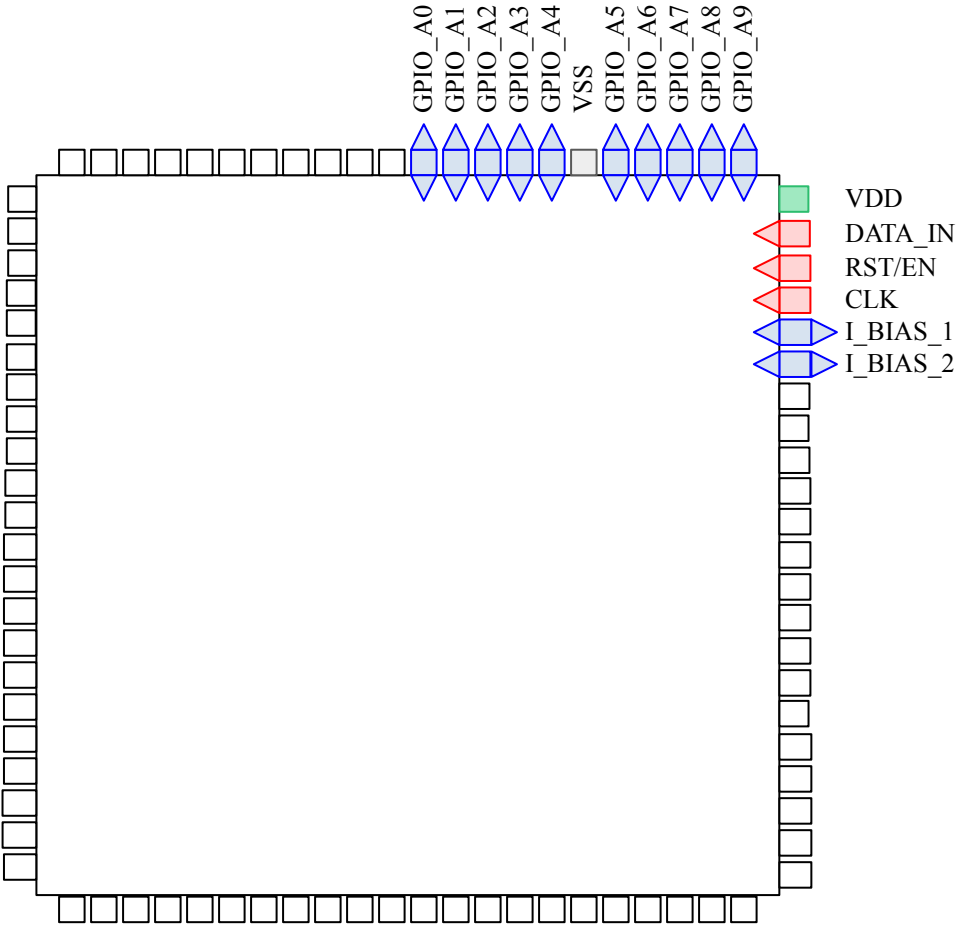 GPIO_A0
GPIO_A1
GPIO_A2
GPIO_A3
GPIO_A4
VSS
GPIO_A5
GPIO_A6
GPIO_A7
GPIO_A8
GPIO_A9
VDD
DATA_IN
RST/EN
CLK
I_BIAS_1
I_BIAS_2